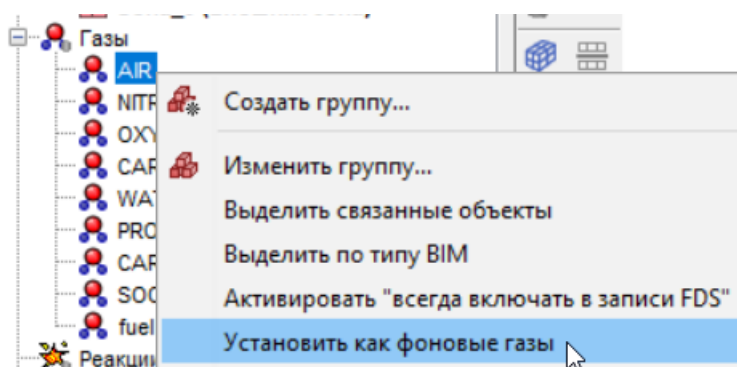 Газы
AIR
Создать группу...
Изменить группу...
Выделить связанные объекты
Выделить по типу BIM
Активировать "всегда включать в записи FDS"
Установить как фоновые газы
fuel